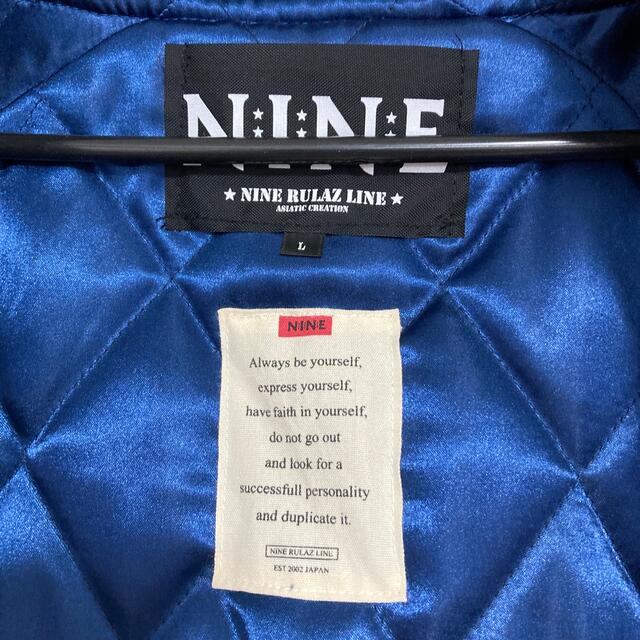 N:I:N:E
★ NINE RULAZ LINE ★
ASIATIC CREATION
L
NINE
Always be yourself,
express yourself,
have faith in yourself,
do not go out
and look for a
successfull personality
and duplicate it.
NINE RULAZ LINE
EST 2002 JAPAN